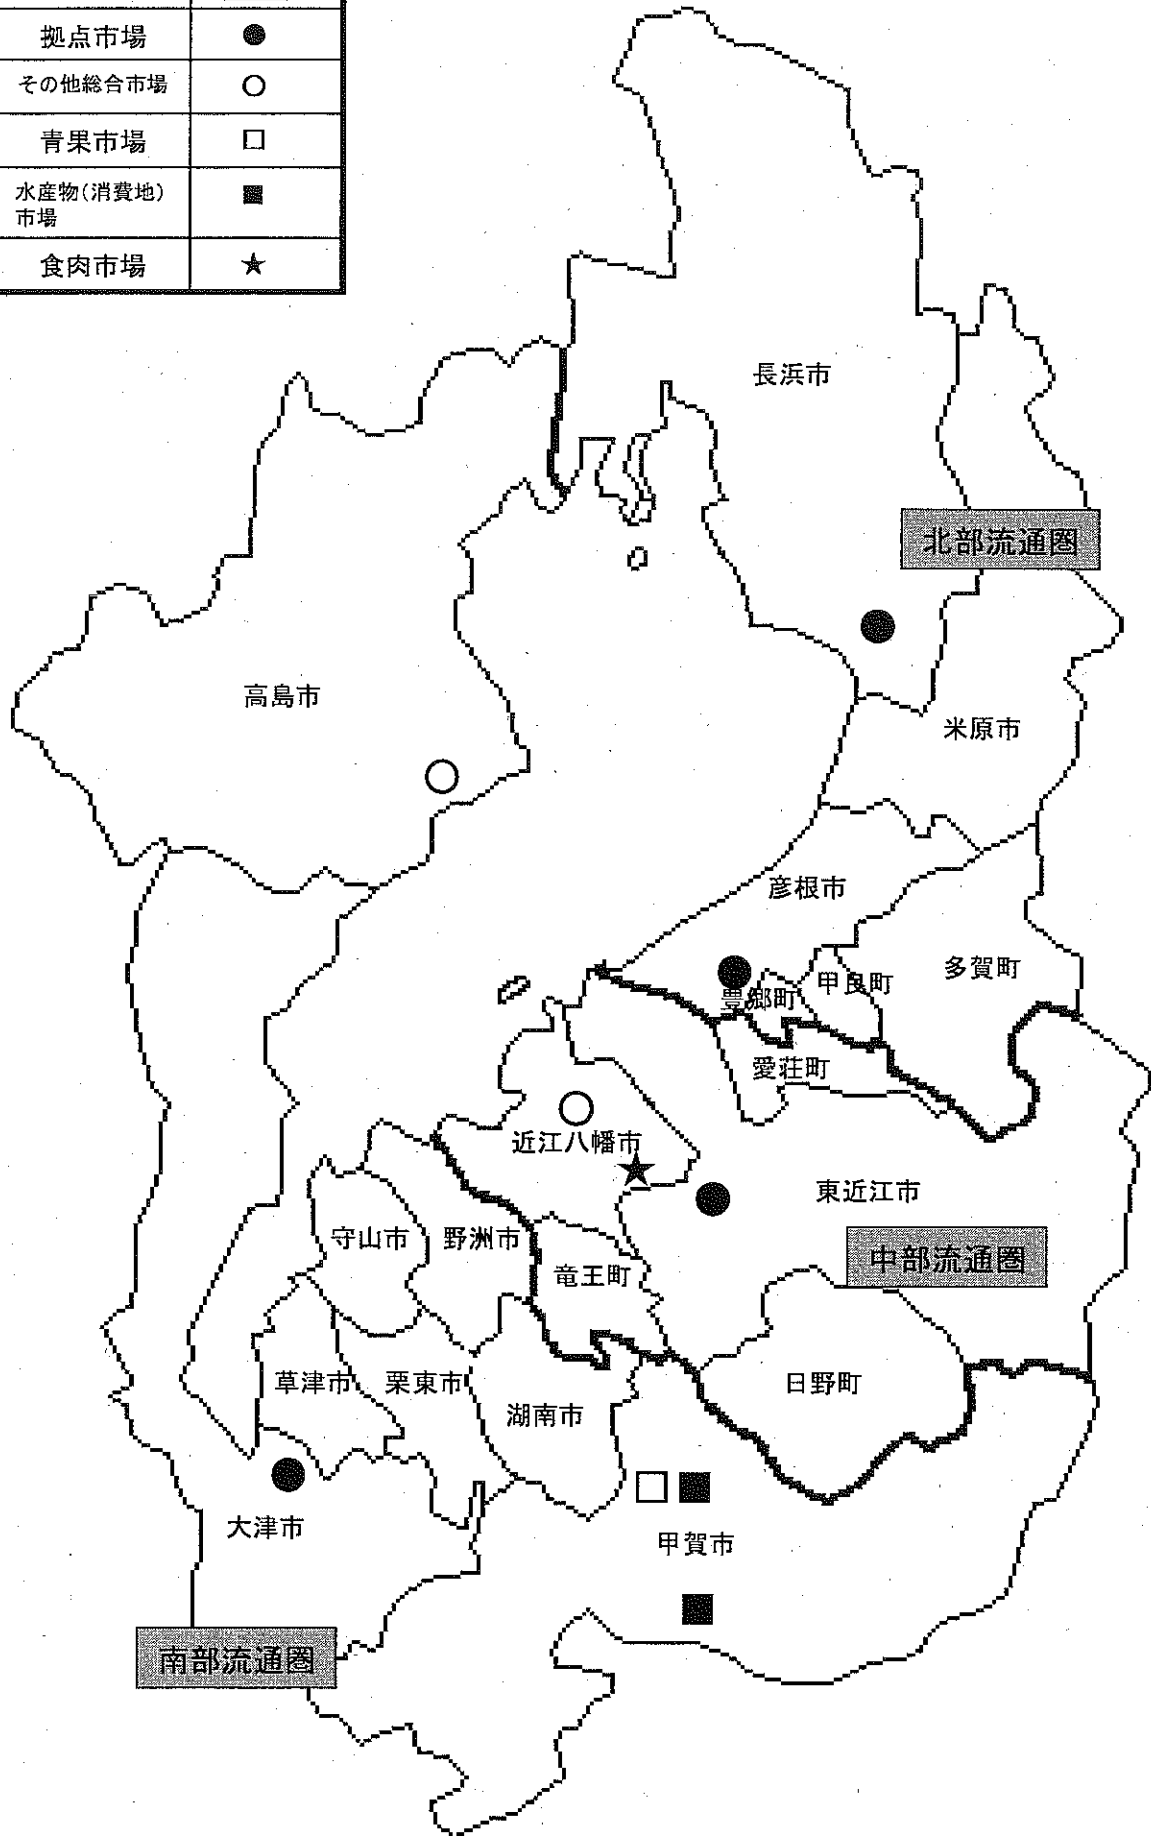 拠点市場 ●
その他総合市場 ○
青果市場 □
水産物(消費地)
市場 ■
食肉市場 ★
長浜市
北部流通圏
高島市
米原市
彦根市
多賀町
甲良町
豊郷町
愛荘町
近江八幡市
東近江市
守山市
野洲市
中部流通圏
竜王町
草津市
栗東市
日野町
湖南市
大津市
甲賀市
南部流通圏